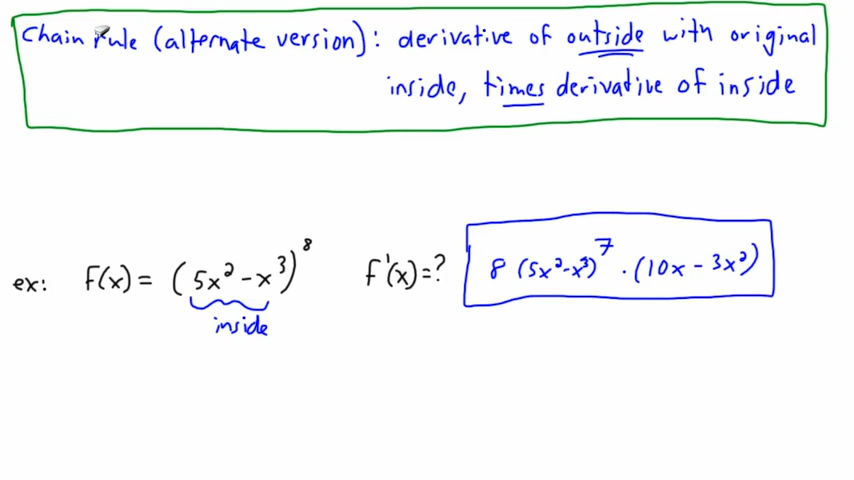 Chain rule (alternate version): derivative of outside with original
inside, times derivative of inside
ex: f(x) = (5x² - x³)⁸ f'(x) = ? 8 (5x² - x³)⁷ · (10x - 3x²)
inside